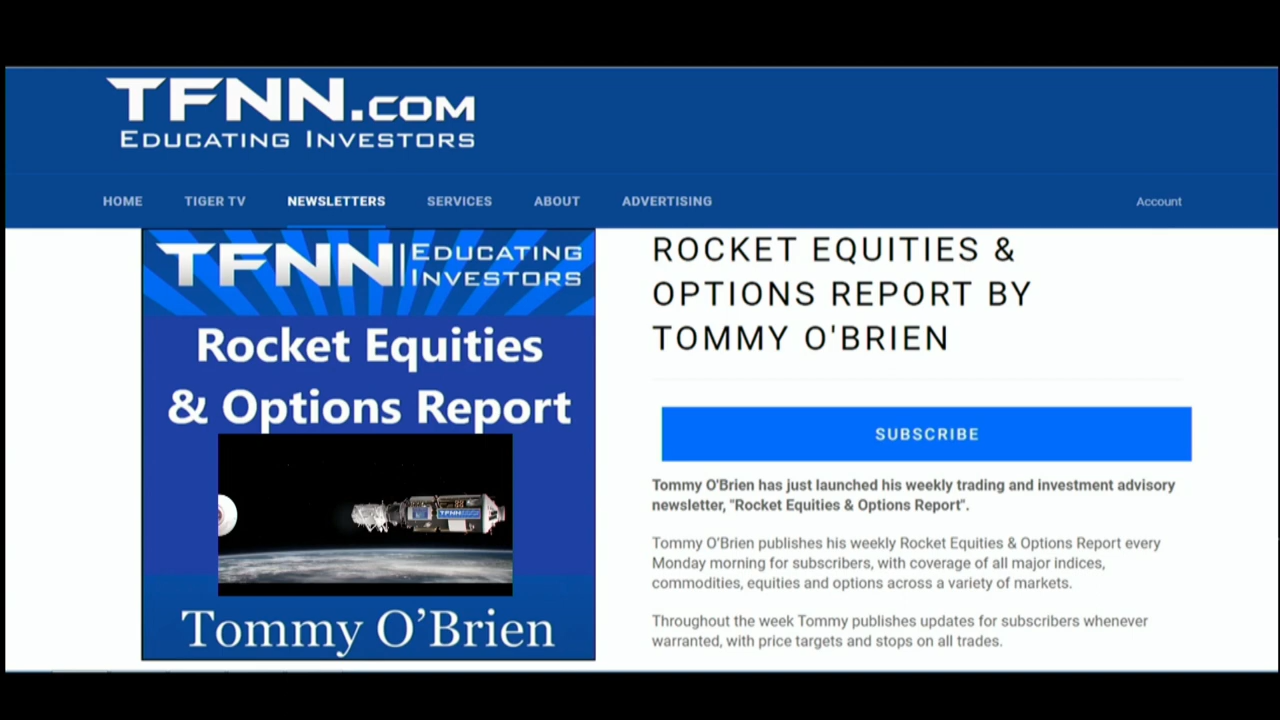 TFNN.COM
EDUCATING INVESTORS
HOME TIGER TV NEWSLETTERS SERVICES ABOUT ADVERTISING Account
TFNN EDUCATING
INVESTORS
Rocket Equities
& Options Report
TFNN
Tommy O'Brien
ROCKET EQUITIES &
OPTIONS REPORT BY
TOMMY O'BRIEN
SUBSCRIBE
Tommy O'Brien has just launched his weekly trading and investment advisory
newsletter, "Rocket Equities & Options Report".
Tommy O'Brien publishes his weekly Rocket Equities & Options Report every
Monday morning for subscribers, with coverage of all major indices,
commodities, equities and options across a variety of markets.
Throughout the week Tommy publishes updates for subscribers whenever
warranted, with price targets and stops on all trades.